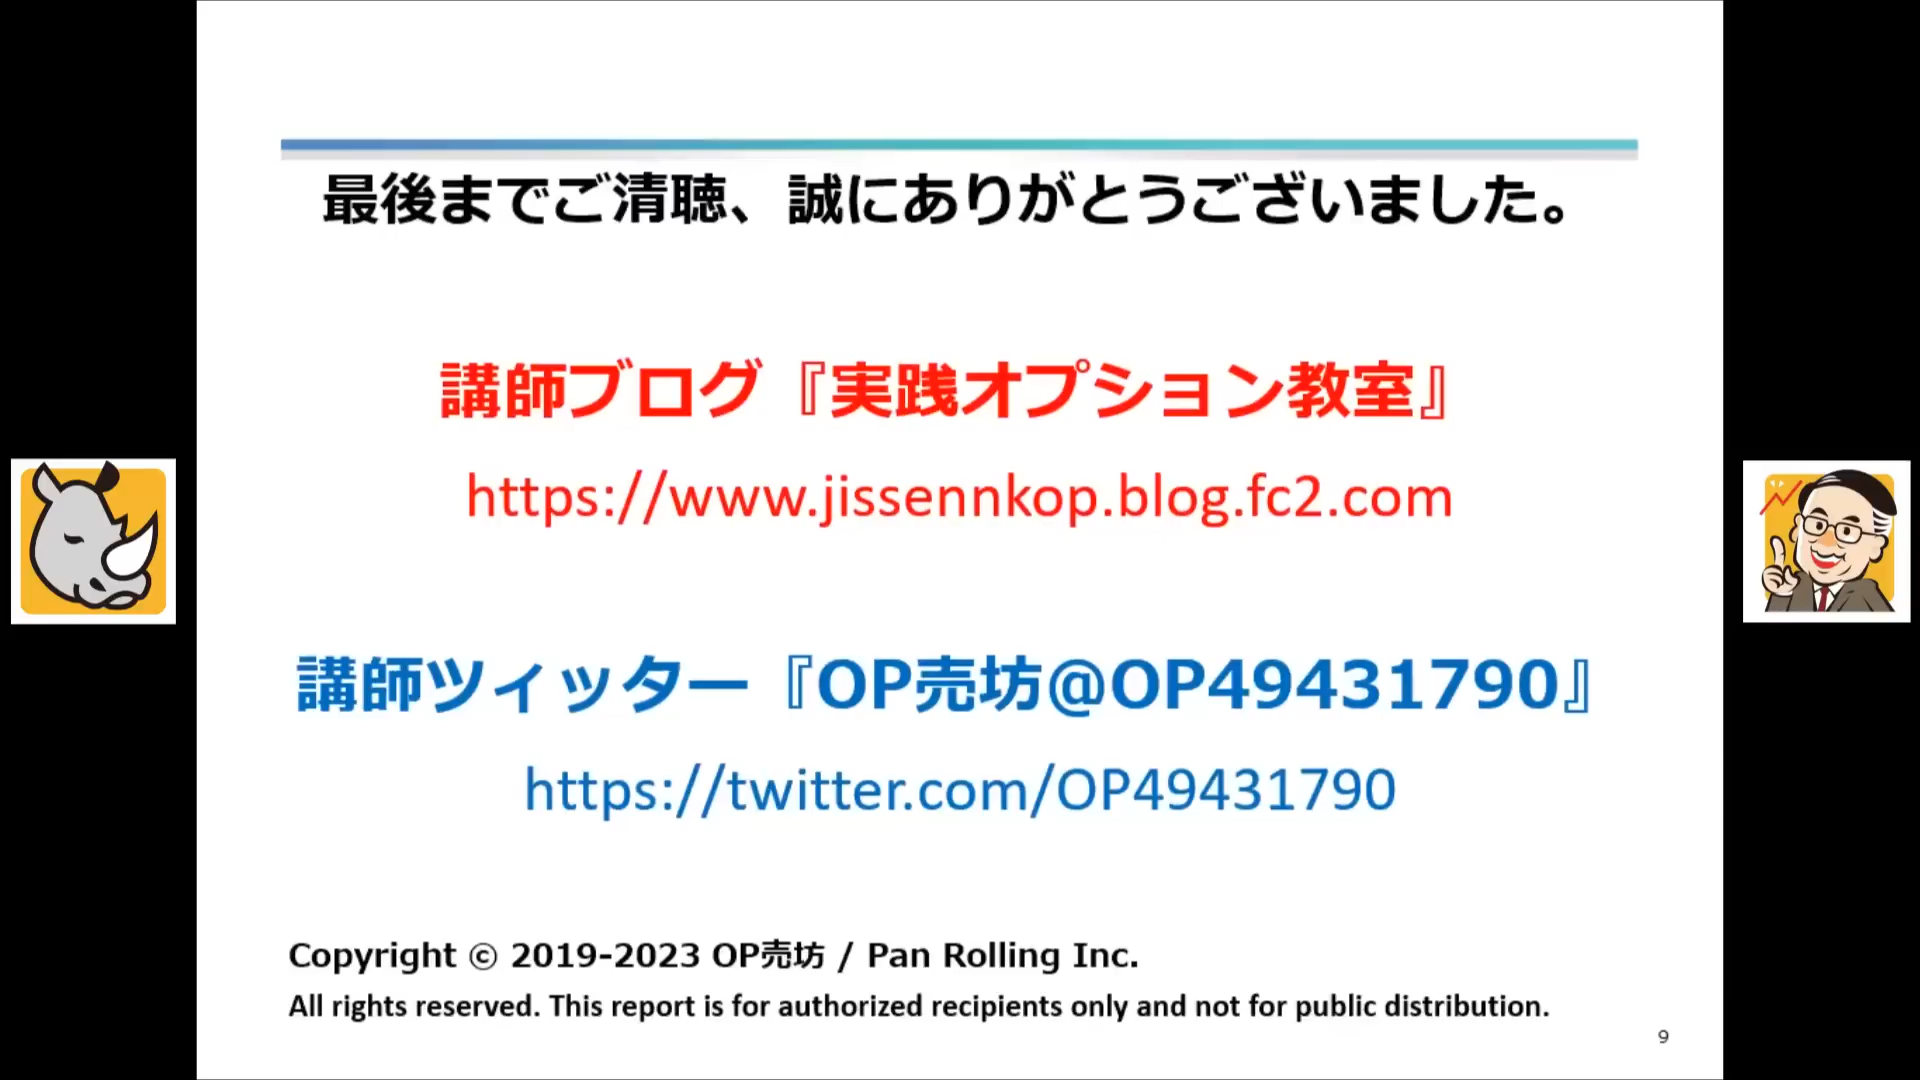 最後までご清聴、誠にありがとうございました。
講師ブログ『実践オプション教室』
https://www.jissennkop.blog.fc2.com
講師ツィッター『OP売坊@OP49431790』
https://twitter.com/OP49431790
Copyright © 2019-2023 OP売坊 / Pan Rolling Inc.
All rights reserved. This report is for authorized recipients only and not for public distribution.
9